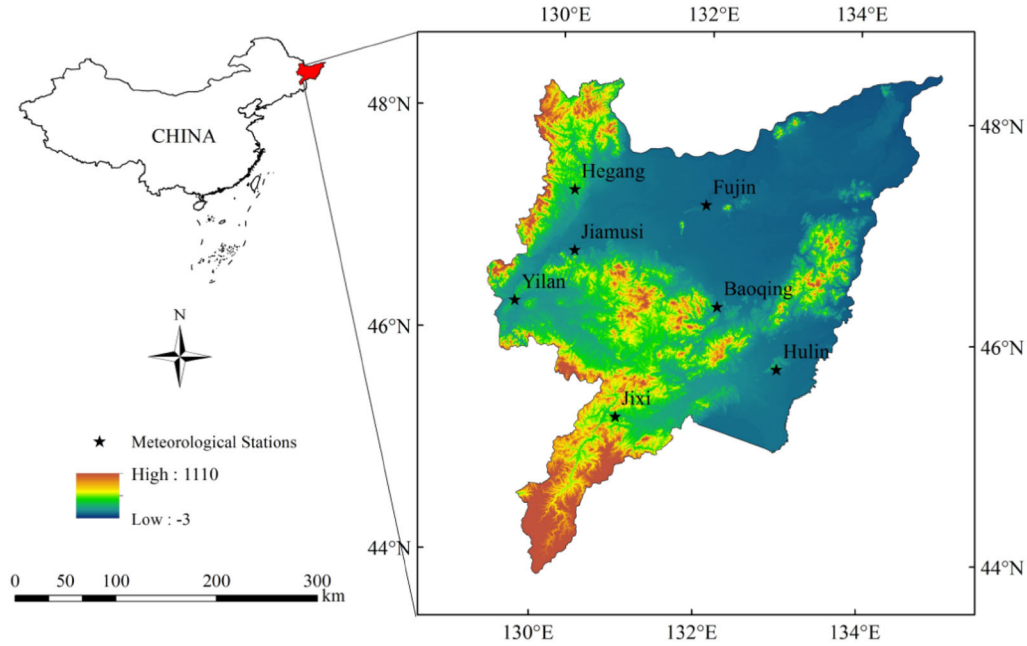 130°E 132°E 134°E
48°N
48°N
CHINA
Hegang
Fujin
Jiamusi
Yilan
Baoqing
46°N
46°N
Hulin
N
Jixi
Meteorological Stations
High : 1110
Low : -3
44°N
44°N
0 50 100 200 300
km
130°E 132°E 134°E